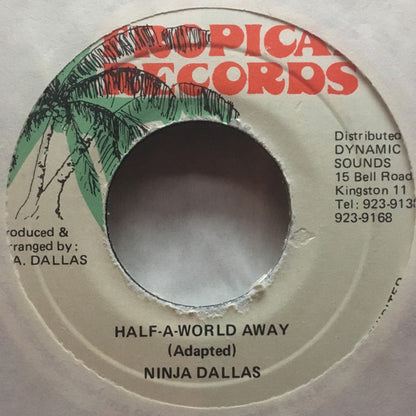 TROPICAL
RECORDS
Distributed
DYNAMIC
SOUNDS
15 Bell Road
Kingston 11
Tel: 923-913
923-9168
roduced &
rranged by:
A. DALLAS
HALF-A-WORLD AWAY
(Adapted)
NINJA DALLAS